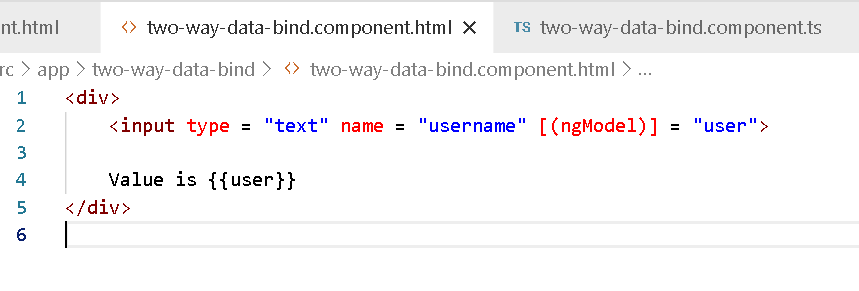 nt.html <> two-way-data-bind.component.html × TS two-way-data-bind.component.ts
rc > app > two-way-data-bind > <> two-way-data-bind.component.html > ...
1 <div>
2 <input type = "text" name = "username" [(ngModel)] = "user">
3
4 Value is {{user}}
5 </div>
6